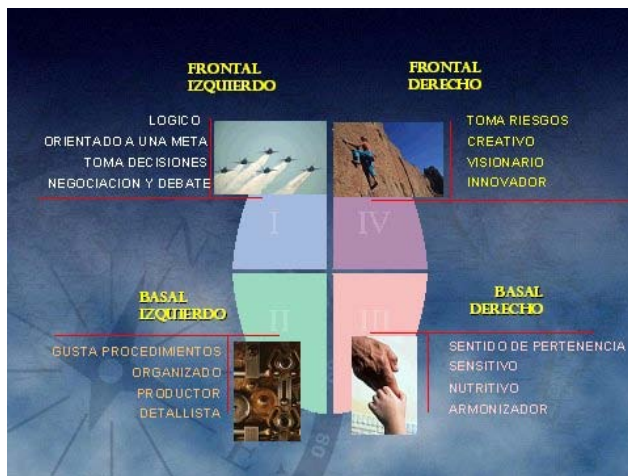 FRONTAL
IZQUIERDO
LOGICO
ORIENTADO A UNA META
TOMA DECISIONES
NEGOCIACION Y DEBATE
FRONTAL
DERECHO
TOMA RIESGOS
CREATIVO
VISIONARIO
INNOVADOR
I
IV
BASAL
IZQUIERDO
GUSTA PROCEDIMIENTOS
ORGANIZADO
PRODUCTOR
DETALLISTA
II
III
BASAL
DERECHO
SENTIDO DE PERTENENCIA
SENSITIVO
NUTRITIVO
ARMONIZADOR